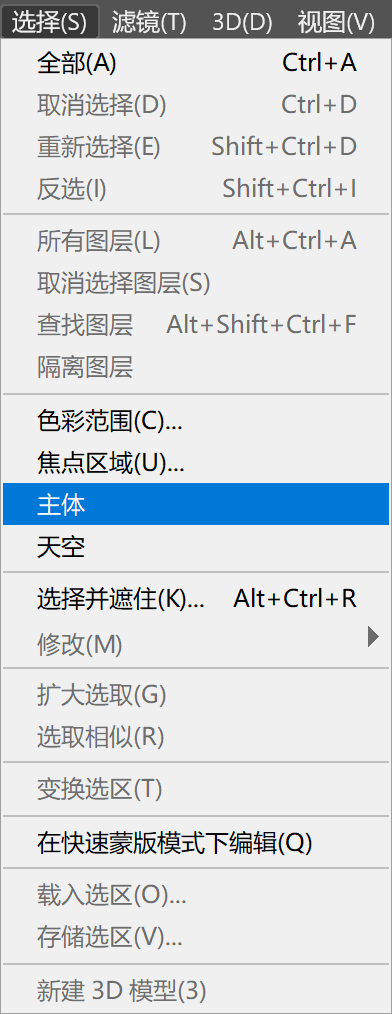 选择(S) 滤镜(T) 3D(D) 视图(V)
全部(A) Ctrl+A
取消选择(D) Ctrl+D
重新选择(E) Shift+Ctrl+D
反选(I) Shift+Ctrl+I
所有图层(L) Alt+Ctrl+A
取消选择图层(S)
查找图层 Alt+Shift+Ctrl+F
隔离图层
色彩范围(C)...
焦点区域(U)...
主体
天空
选择并遮住(K)... Alt+Ctrl+R
修改(M)
扩大选取(G)
选取相似(R)
变换选区(T)
在快速蒙版模式下编辑(Q)
载入选区(O)...
存储选区(V)...
新建 3D 模型(3)